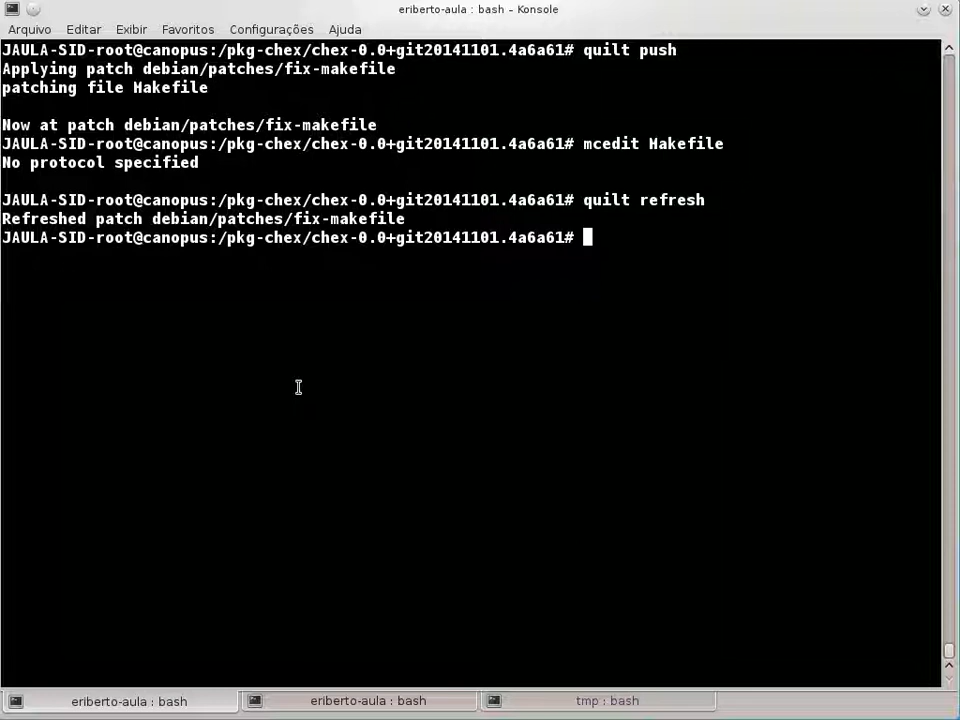 eriberto-aula : bash – Konsole
Arquivo Editar Exibir Favoritos Configurações Ajuda
JAULA-SID-root@canopus:/pkg-chex/chex-0.0+git20141101.4a6a61# quilt push
Applying patch debian/patches/fix-makefile
patching file Makefile
Now at patch debian/patches/fix-makefile
JAULA-SID-root@canopus:/pkg-chex/chex-0.0+git20141101.4a6a61# mcedit Makefile
No protocol specified
JAULA-SID-root@canopus:/pkg-chex/chex-0.0+git20141101.4a6a61# quilt refresh
Refreshed patch debian/patches/fix-makefile
JAULA-SID-root@canopus:/pkg-chex/chex-0.0+git20141101.4a6a61#
eriberto-aula : bash eriberto-aula : bash tmp : bash